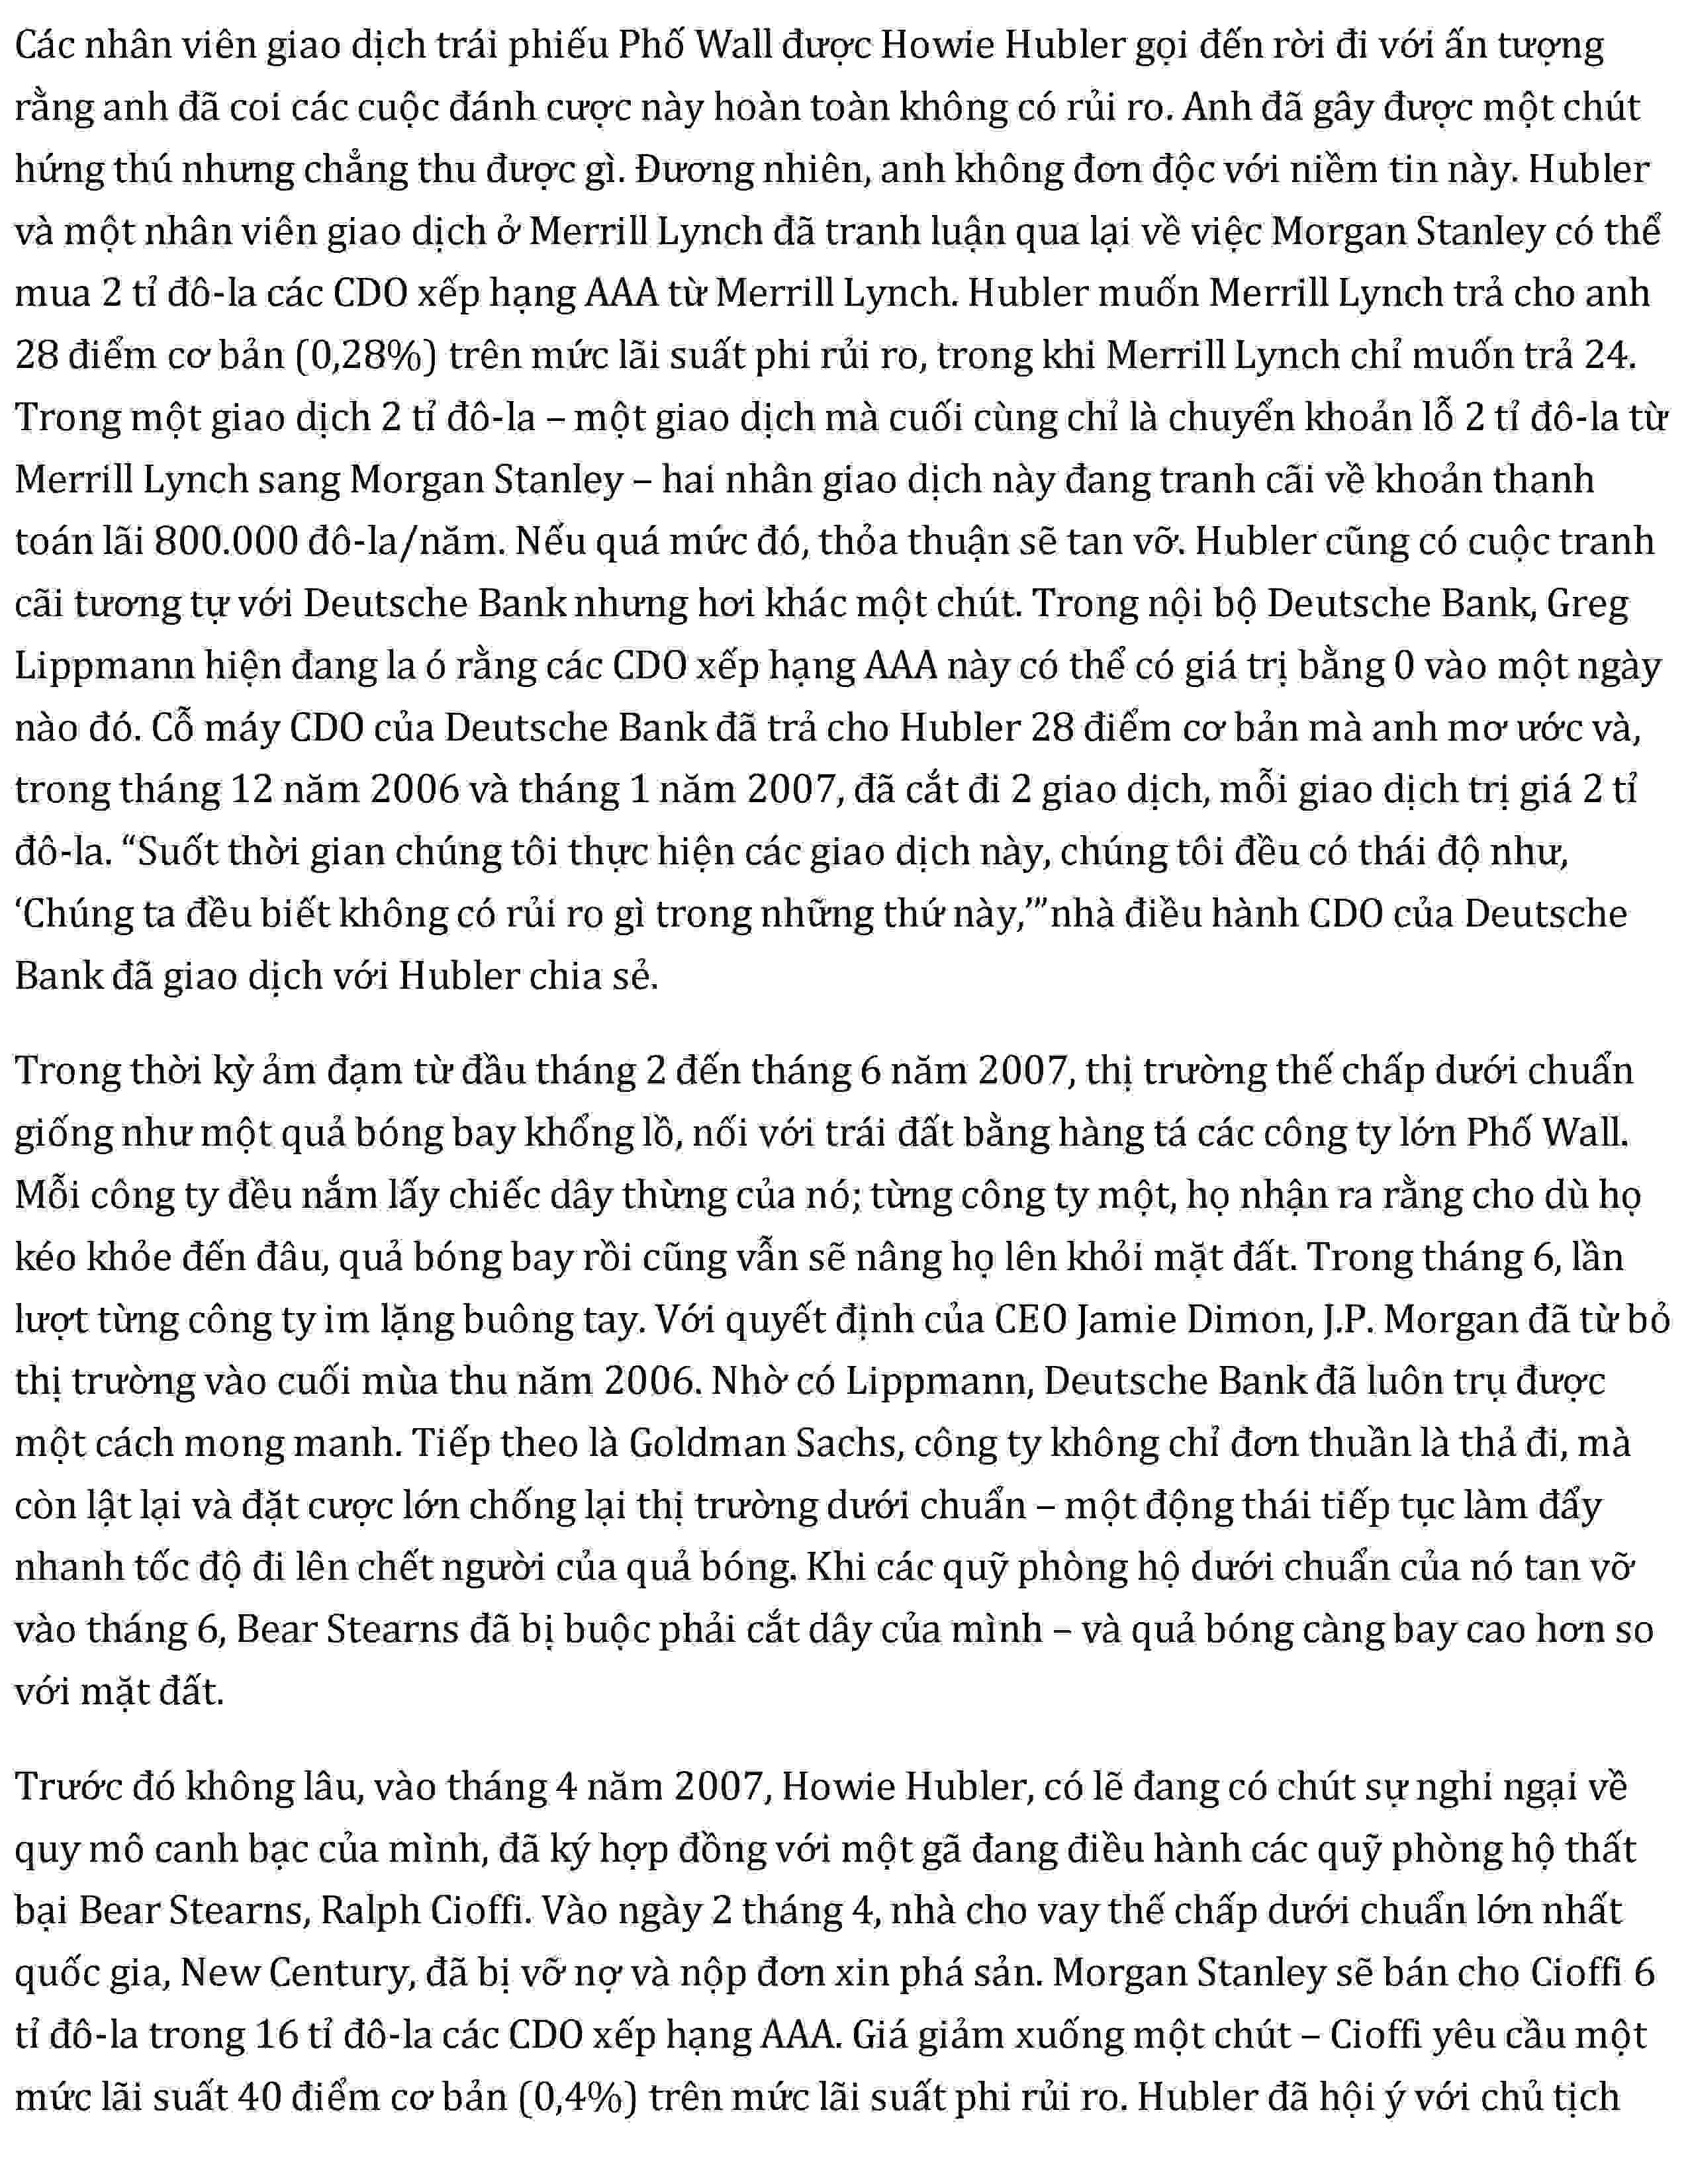 Các nhân viên giao dịch trái phiếu Phố Wall được Howie Hubler gọi đến rời đi với ấn tượng
rằng anh đã coi các cuộc đánh cược này hoàn toàn không có rủi ro. Anh đã gây được một chút
hứng thú nhưng chẳng thu được gì. Đương nhiên, anh không đơn độc với niềm tin này. Hubler
và một nhân viên giao dịch ở Merrill Lynch đã tranh luận qua lại về việc Morgan Stanley có thể
mua 2 tỉ đô-la các CDO xếp hạng AAA từ Merrill Lynch. Hubler muốn Merrill Lynch trả cho anh
28 điểm cơ bản (0,28%) trên mức lãi suất phi rủi ro, trong khi Merrill Lynch chỉ muốn trả 24.
Trong một giao dịch 2 tỉ đô-la – một giao dịch mà cuối cùng chỉ là chuyển khoản lỗ 2 tỉ đô-la từ
Merrill Lynch sang Morgan Stanley – hai nhân giao dịch này đang tranh cãi về khoản thanh
toán lãi 800.000 đô-la/năm. Nếu quá mức đó, thỏa thuận sẽ tan vỡ. Hubler cũng có cuộc tranh
cãi tương tự với Deutsche Bank nhưng hơi khác một chút. Trong nội bộ Deutsche Bank, Greg
Lippmann hiện đang la ó rằng các CDO xếp hạng AAA này có thể có giá trị bằng 0 vào một ngày
nào đó. Cỗ máy CDO của Deutsche Bank đã trả cho Hubler 28 điểm cơ bản mà anh mơ ước và,
trong tháng 12 năm 2006 và tháng 1 năm 2007, đã cắt đi 2 giao dịch, mỗi giao dịch trị giá 2 tỉ
đô-la. “Suốt thời gian chúng tôi thực hiện các giao dịch này, chúng tôi đều có thái độ như,
‘Chúng ta đều biết không có rủi ro gì trong những thứ này,’”nhà điều hành CDO của Deutsche
Bank đã giao dịch với Hubler chia sẻ.
Trong thời kỳ ảm đạm từ đầu tháng 2 đến tháng 6 năm 2007, thị trường thế chấp dưới chuẩn
giống như một quả bóng bay khổng lồ, nối với trái đất bằng hàng tá các công ty lớn Phố Wall.
Mỗi công ty đều nắm lấy chiếc dây thừng của nó; từng công ty một, họ nhận ra rằng cho dù họ
kéo khỏe đến đâu, quả bóng bay rồi cũng vẫn sẽ nâng họ lên khỏi mặt đất. Trong tháng 6, lần
lượt từng công ty im lặng buông tay. Với quyết định của CEO Jamie Dimon, J.P. Morgan đã từ bỏ
thị trường vào cuối mùa thu năm 2006. Nhờ có Lippmann, Deutsche Bank đã luôn trụ được
một cách mong manh. Tiếp theo là Goldman Sachs, công ty không chỉ đơn thuần là thả đi, mà
còn lật lại và đặt cược lớn chống lại thị trường dưới chuẩn – một động thái tiếp tục làm đẩy
nhanh tốc độ đi lên chết người của quả bóng. Khi các quỹ phòng hộ dưới chuẩn của nó tan vỡ
vào tháng 6, Bear Stearns đã bị buộc phải cắt dây của mình – và quả bóng càng bay cao hơn so
với mặt đất.
Trước đó không lâu, vào tháng 4 năm 2007, Howie Hubler, có lẽ đang có chút sự nghi ngại về
quy mô canh bạc của mình, đã ký hợp đồng với một gã đang điều hành các quỹ phòng hộ thất
bại Bear Stearns, Ralph Cioffi. Vào ngày 2 tháng 4, nhà cho vay thế chấp dưới chuẩn lớn nhất
quốc gia, New Century, đã bị vỡ nợ và nộp đơn xin phá sản. Morgan Stanley sẽ bán cho Cioffi 6
tỉ đô-la trong 16 tỉ đô-la các CDO xếp hạng AAA. Giá giảm xuống một chút – Cioffi yêu cầu một
mức lãi suất 40 điểm cơ bản (0,4%) trên mức lãi suất phi rủi ro. Hubler đã hội ý với chủ tịch